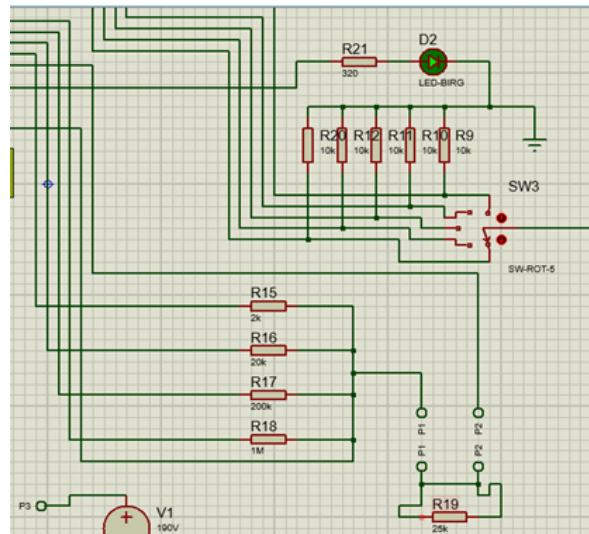 R21
320
D2
LED-BIRG
R20
10k
R12
10k
R11
10k
R10
10k
R9
10k
SW3
SW-ROT-5
R15
2k
R16
20k
R17
200k
R18
1M
P1
P2
P1
P2
R19
25k
P3
V1
190V